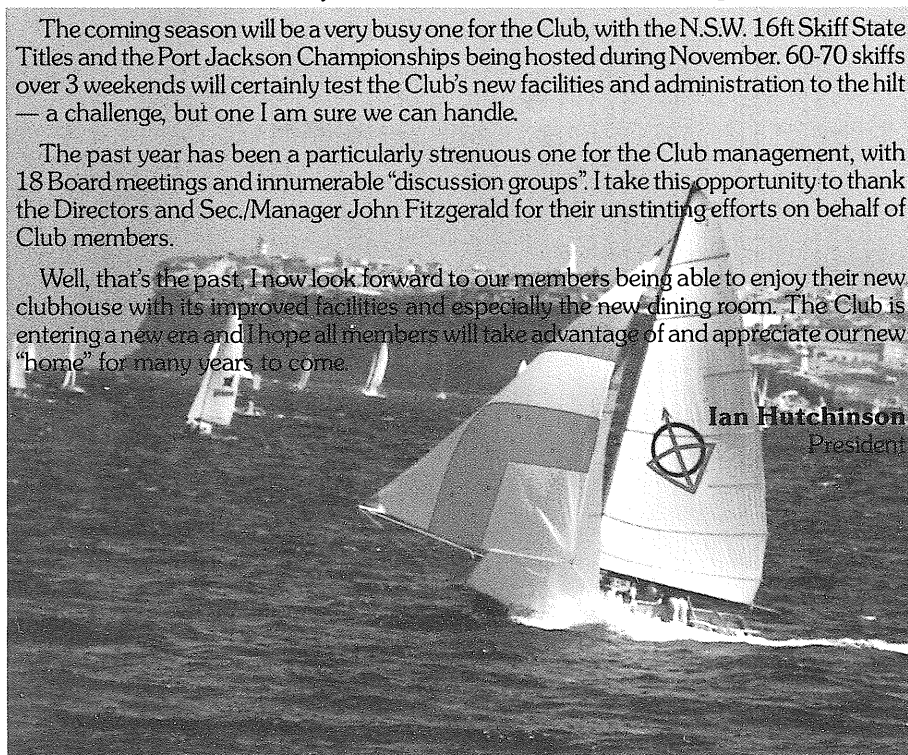 The coming season will be a very busy one for the Club, with the N.S.W. 16ft Skiff State
Titles and the Port Jackson Championships being hosted during November. 60-70 skiffs
over 3 weekends will certainly test the Club's new facilities and administration to the hilt
— a challenge, but one I am sure we can handle.
The past year has been a particularly strenuous one for the Club management, with
18 Board meetings and innumerable "discussion groups". I take this opportunity to thank
the Directors and Sec./Manager John Fitzgerald for their unstinting efforts on behalf of
Club members.
Well, that's the past, I now look forward to our members being able to enjoy their new
clubhouse with its improved facilities and especially the new dining room. The Club is
entering a new era and I hope all members will take advantage of and appreciate our new
"home" for many years to come.
Ian Hutchinson
President